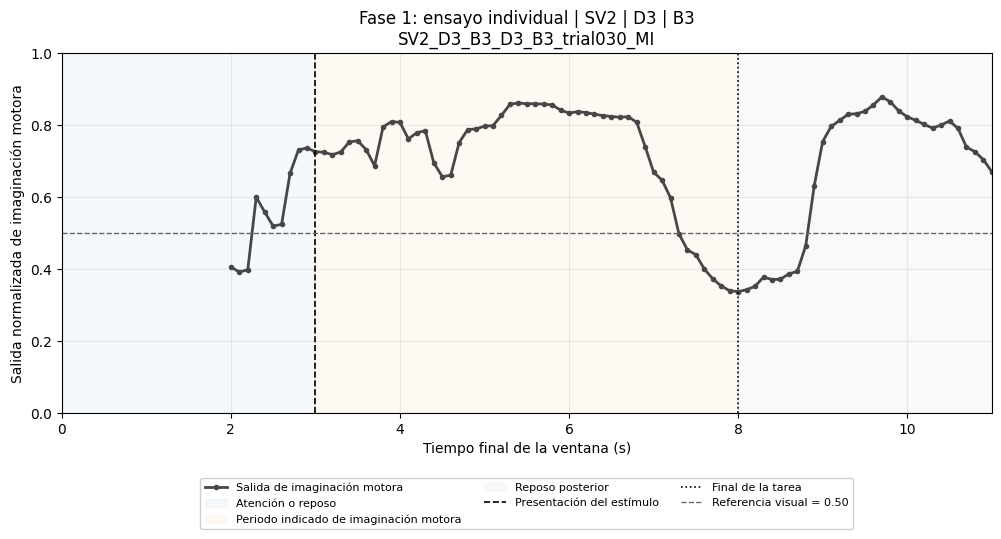 Fase 1: ensayo individual | SV2 | D3 | B3
SV2_D3_B3_D3_B3_trial030_MI
Salida normalizada de imaginación motora
1.0
0.8
0.6
0.4
0.2
0.0
0 2 4 6 8 10
Tiempo final de la ventana (s)
Salida de imaginación motora
Atención o reposo
Periodo indicado de imaginación motora
Reposo posterior
Presentación del estímulo
Final de la tarea
Referencia visual = 0.50